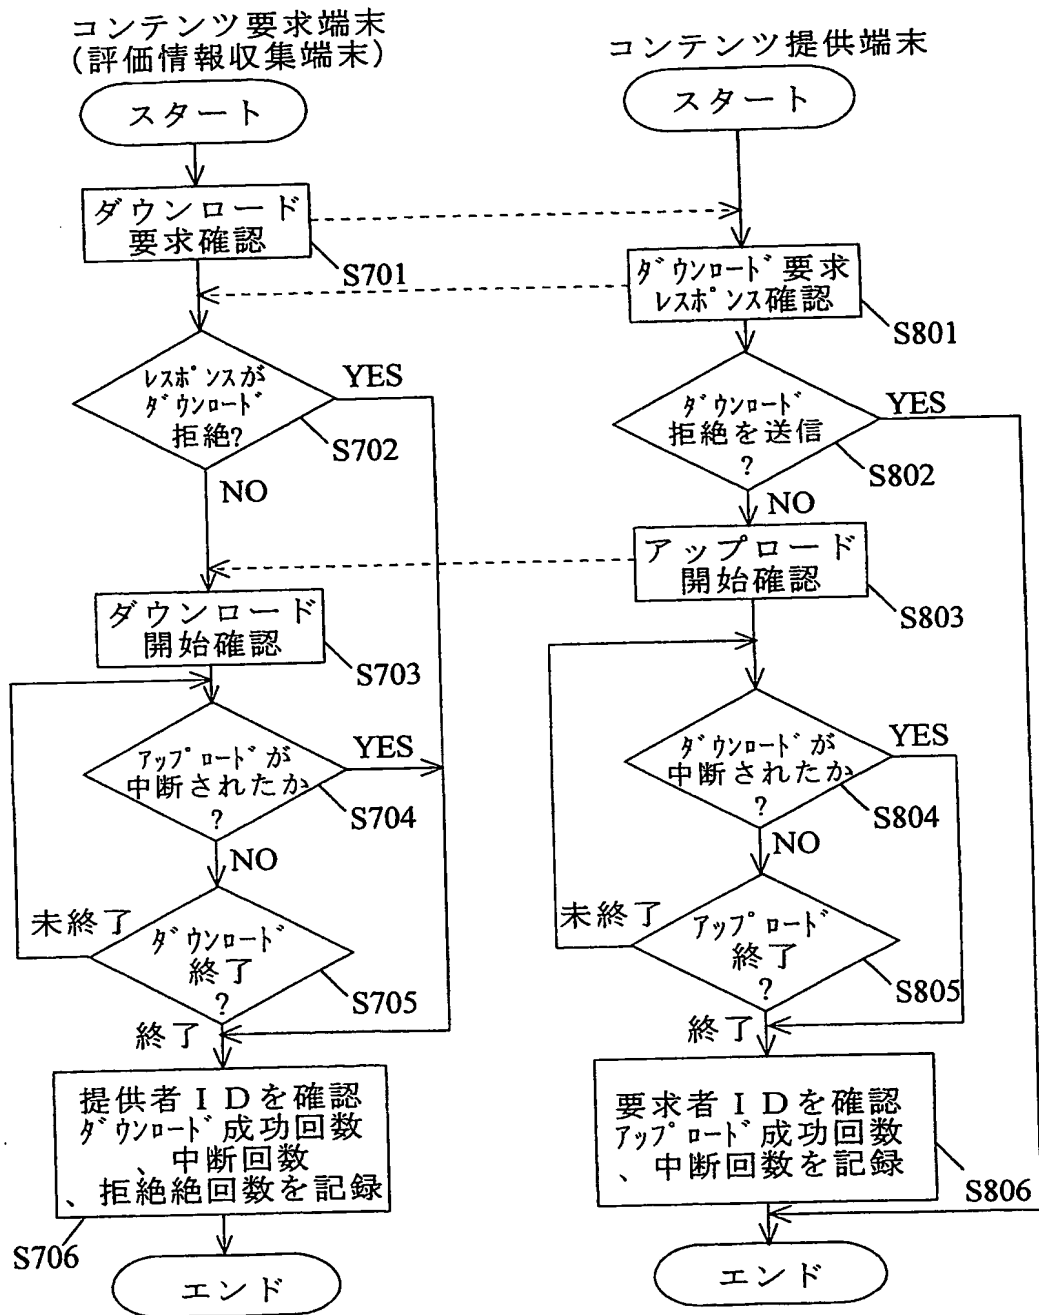 コンテンツ要求端末
(評価情報収集端末)
スタート
ダウンロード
要求確認
S701
レスポンスが
ダウンロード
拒絶?
YES
S702
NO
ダウンロード
開始確認
S703
アップロードが
中断されたか
?
YES
S704
NO
未終了
ダウンロード
終了
?
S705
終了
提供者IDを確認
ダウンロード成功回数
、中断回数
、拒絶絶回数を記録
S706
エンド
コンテンツ提供端末
スタート
ダウンロード要求
レスポンス確認
S801
ダウンロード
拒絶を送信
?
YES
S802
NO
アップロード
開始確認
S803
ダウンロードが
中断されたか
?
YES
S804
NO
未終了
アップロード
終了
?
S805
終了
要求者IDを確認
アップロード成功回数
、中断回数を記録
S806
エンド